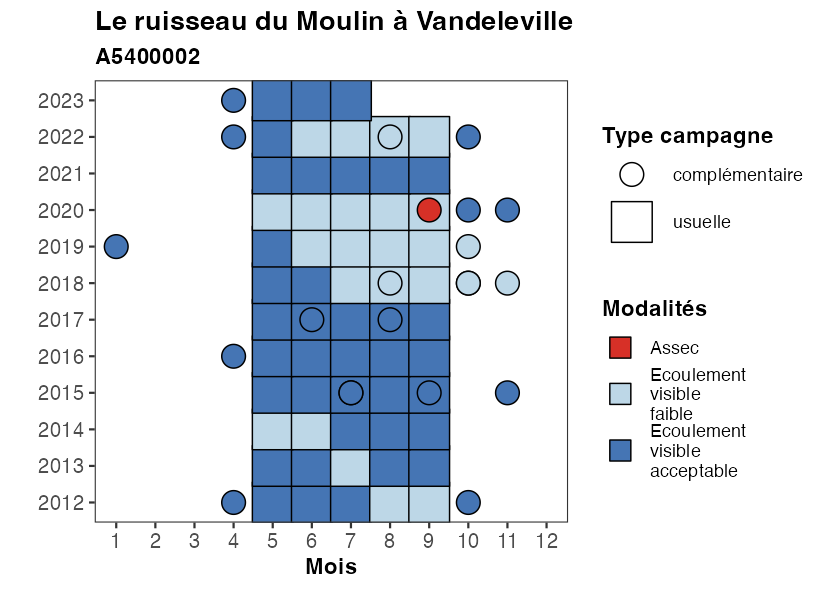 Le ruisseau du Moulin à Vandeleville
A5400002
2023
2022
2021
2020
2019
2018
2017
2016
2015
2014
2013
2012
1 2 3 4 5 6 7 8 9 10 11 12
Mois
Type campagne
complémentaire
usuelle
Modalités
Assec
Ecoulement
visible
faible
Ecoulement
visible
acceptable